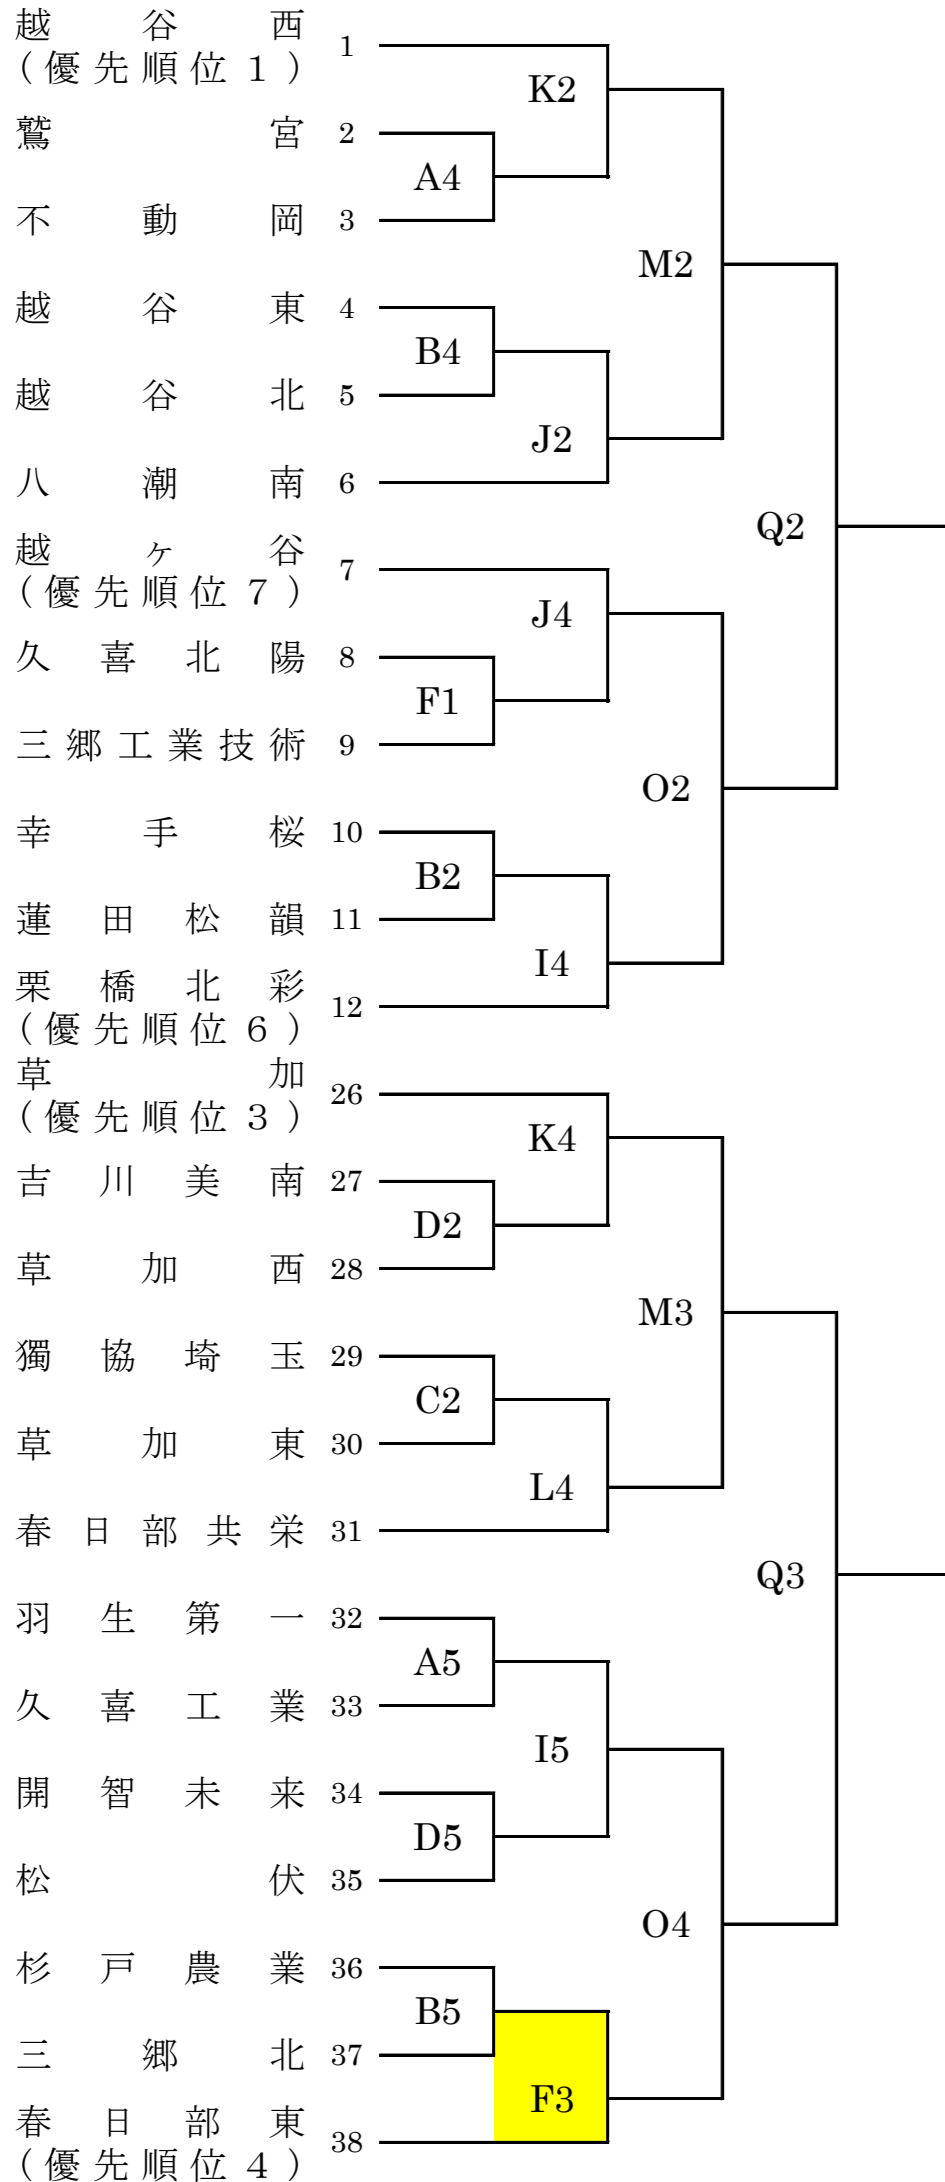 越谷西
(優先順位1) 1
K2
鷲宮 2
A4
不動岡 3
M2
越谷東 4
B4
越谷北 5
J2
八潮南 6
Q2
越ヶ谷
(優先順位7) 7
J4
久喜北陽 8
F1
三郷工業技術 9
O2
幸手桜 10
B2
蓮田松韻 11
I4
栗橋北彩
(優先順位6) 12
草加
(優先順位3) 26
K4
吉川美南 27
D2
草加西 28
M3
獨協埼玉 29
C2
草加東 30
L4
春日部共栄 31
Q3
羽生第一 32
A5
久喜工業 33
I5
開智未来 34
D5
松伏 35
O4
杉戸農業 36
B5
三郷北 37
F3
春日部東
(優先順位4) 38